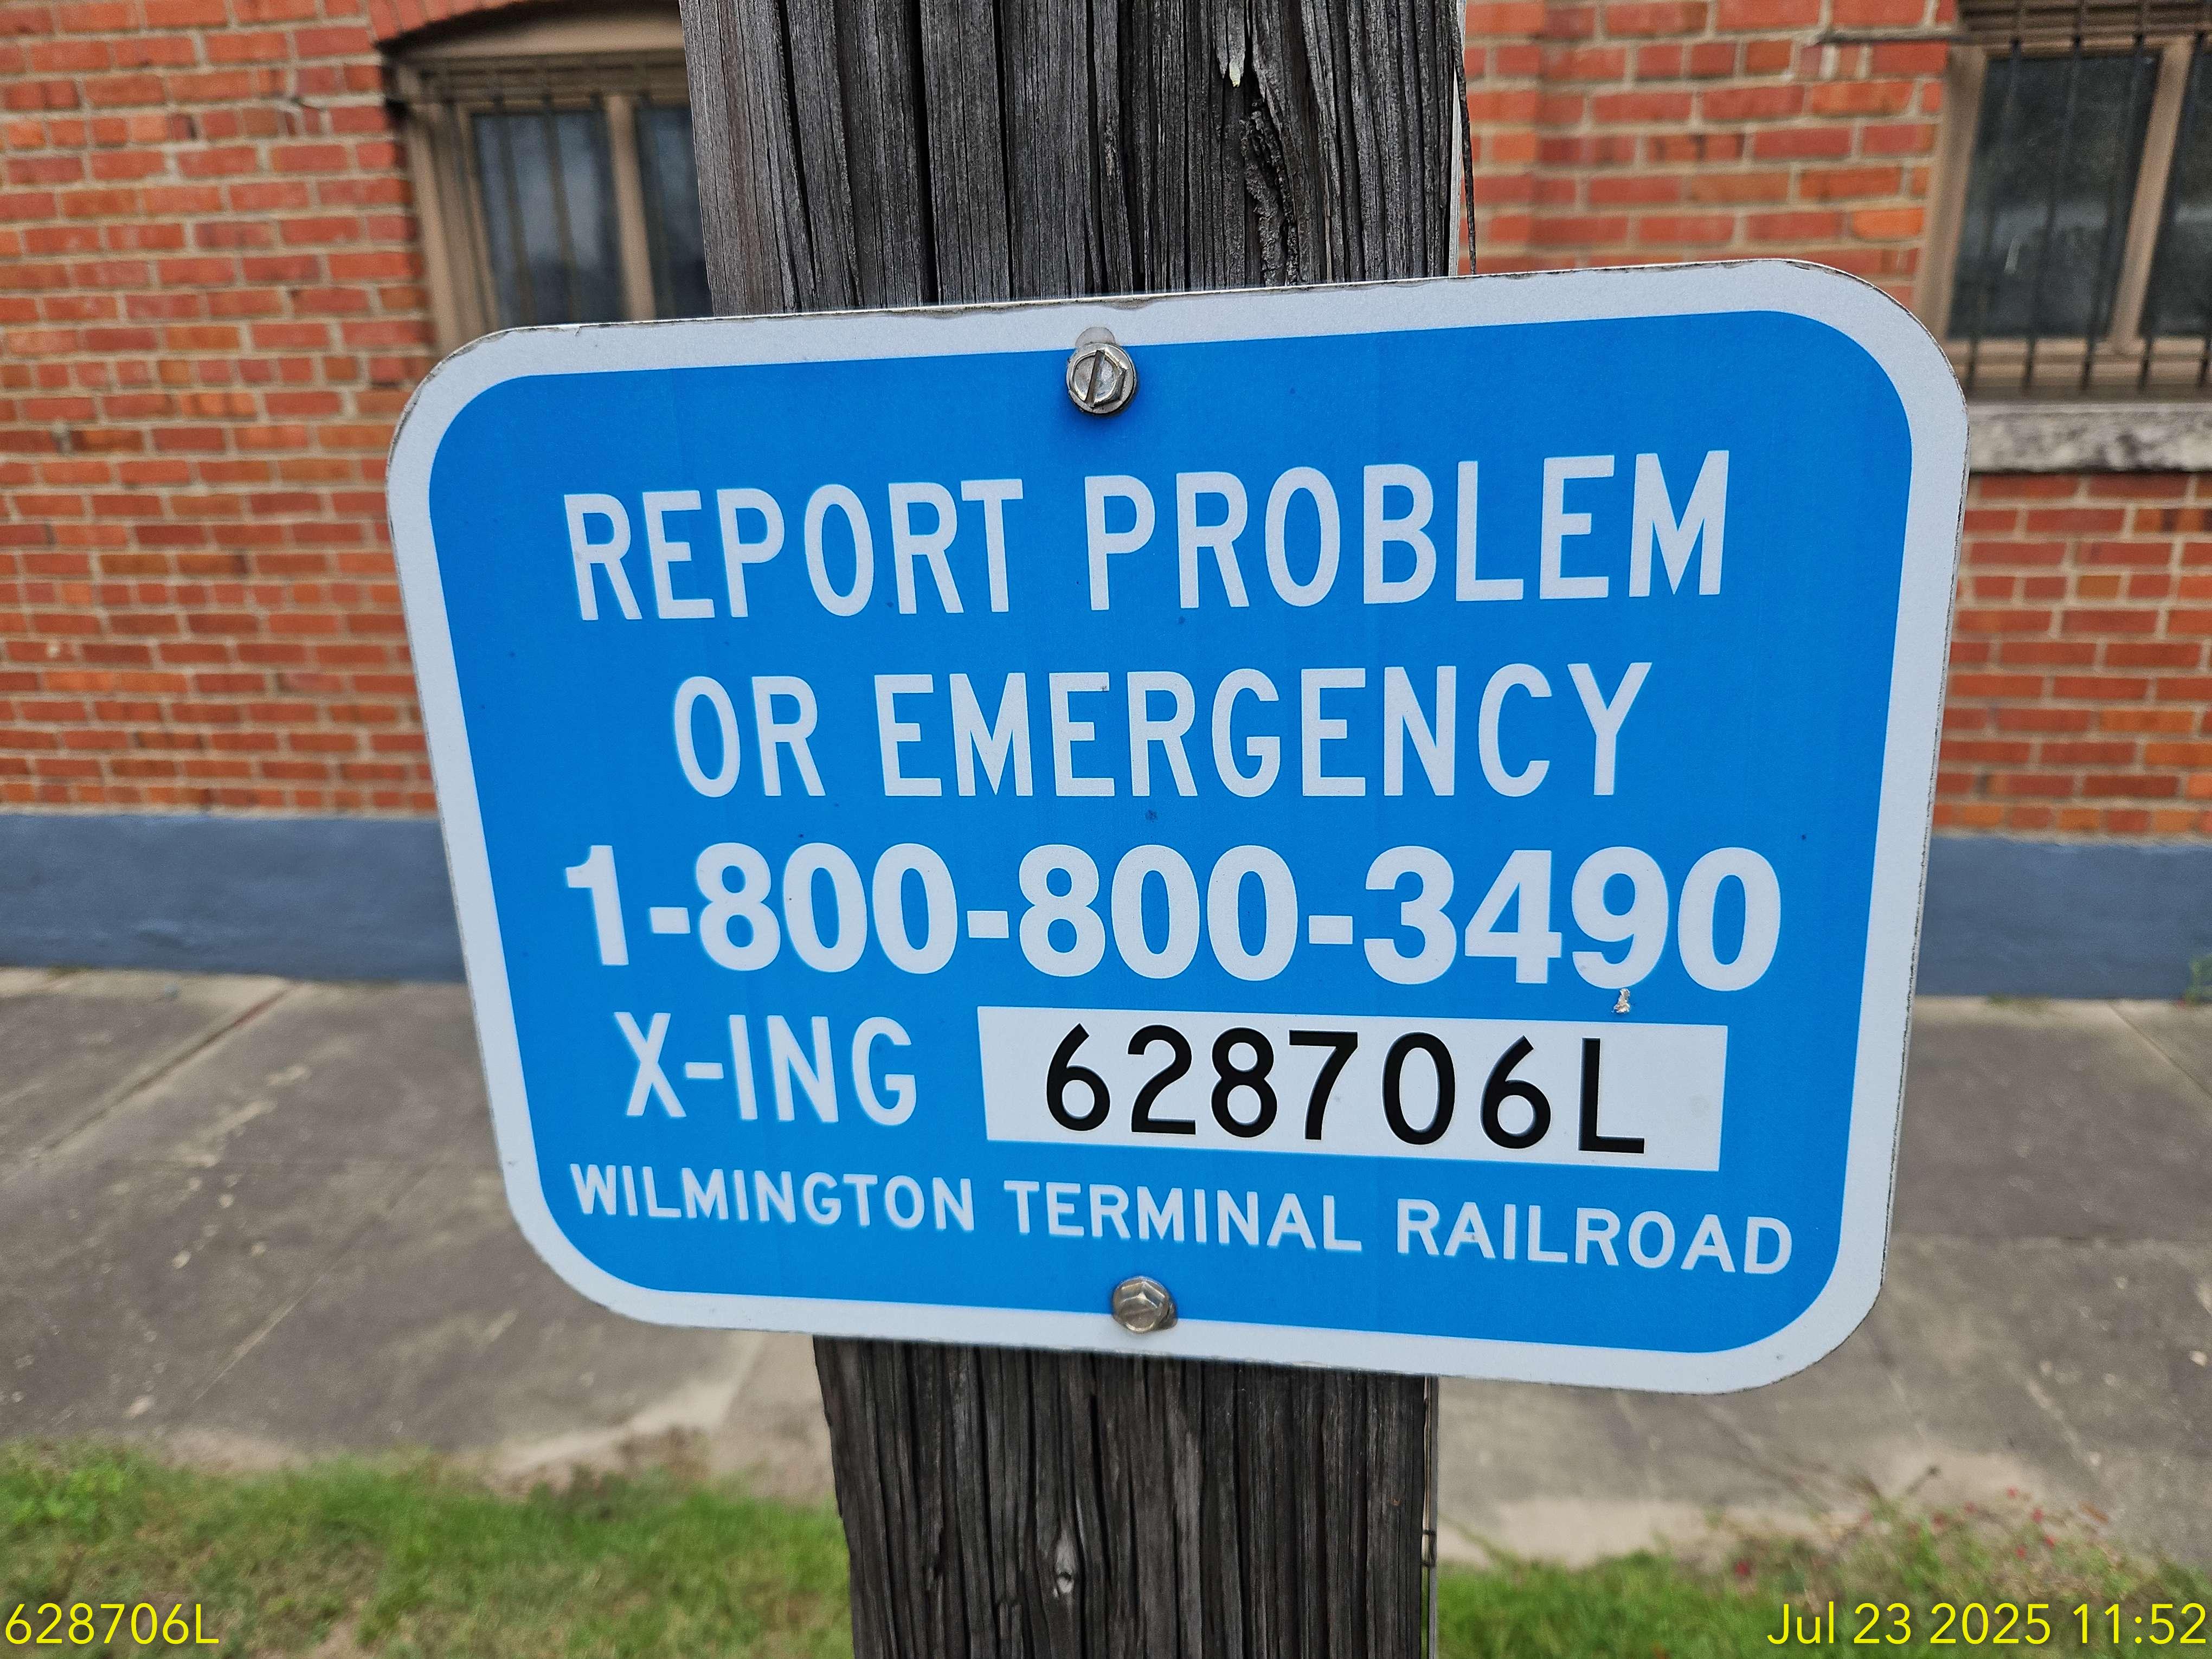 REPORT PROBLEM
OR EMERGENCY
1-800-800-3490
X-ING 628706L
WILMINGTON TERMINAL RAILROAD
628706L
Jul 23 2025 11:52